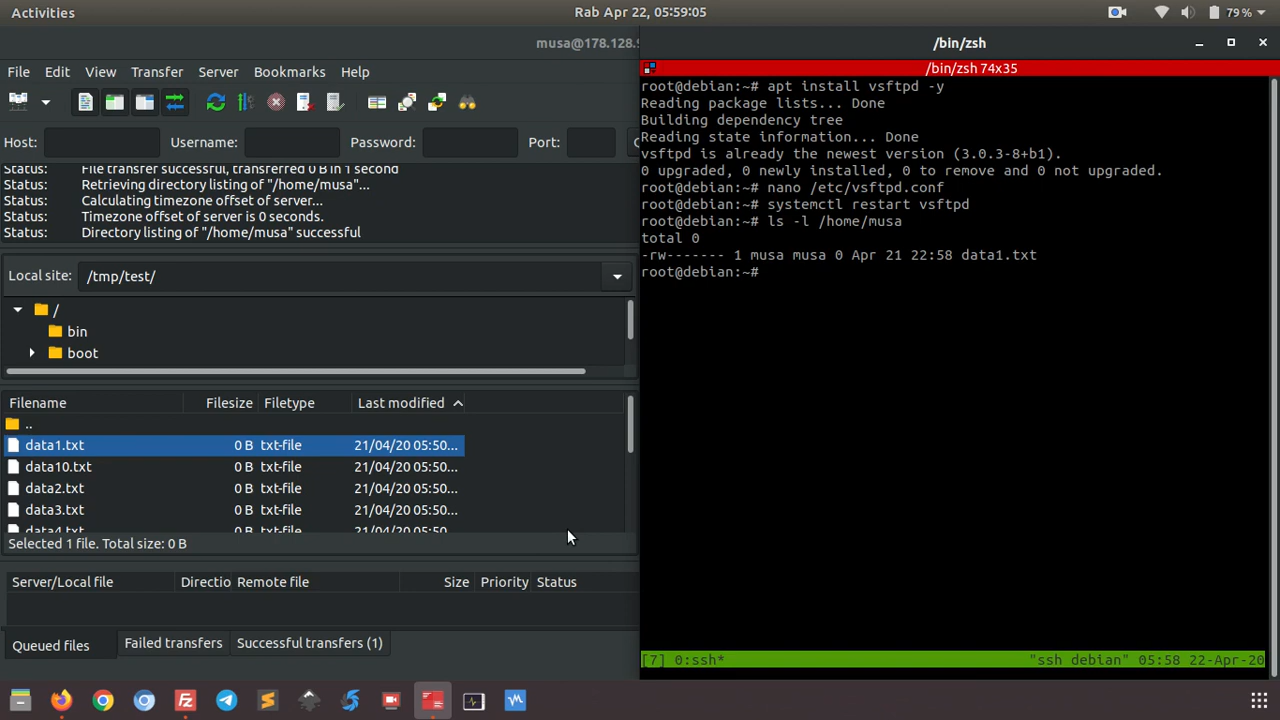 Activities
Rab Apr 22, 05:59:05
79 %
musa@178.128.9
File Edit View Transfer Server Bookmarks Help
Host: Username: Password: Port:
Status: File transfer successful, transferred 0 B in 1 second
Status: Retrieving directory listing of "/home/musa"...
Status: Calculating timezone offset of server...
Status: Timezone offset of server is 0 seconds.
Status: Directory listing of "/home/musa" successful
Local site: /tmp/test/
/
bin
boot
Filename Filesize Filetype Last modified
..
data1.txt 0 B txt-file 21/04/20 05:50...
data10.txt 0 B txt-file 21/04/20 05:50...
data2.txt 0 B txt-file 21/04/20 05:50...
data3.txt 0 B txt-file 21/04/20 05:50...
data4.txt 0 B txt-file 21/04/20 05:50...
Selected 1 file. Total size: 0 B
Server/Local file Directio Remote file Size Priority Status
Queued files Failed transfers Successful transfers (1)
/bin/zsh
/bin/zsh 74x35
root@debian:~# apt install vsftpd -y
Reading package lists... Done
Building dependency tree
Reading state information... Done
vsftpd is already the newest version (3.0.3-8+b1).
0 upgraded, 0 newly installed, 0 to remove and 0 not upgraded.
root@debian:~# nano /etc/vsftpd.conf
root@debian:~# systemctl restart vsftpd
root@debian:~# ls -l /home/musa
total 0
-rw------- 1 musa musa 0 Apr 21 22:58 data1.txt
root@debian:~#
[7] 0:ssh* "ssh debian" 05:58 22-Apr-20